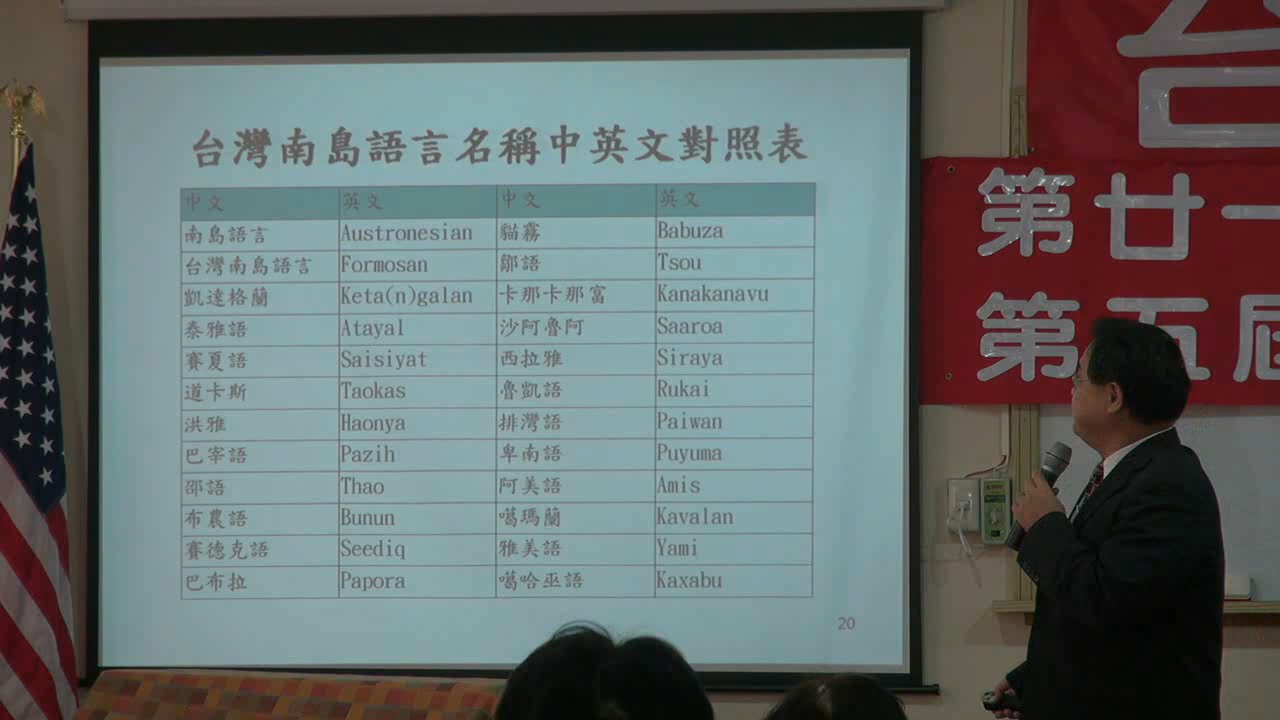 台灣南島語言名稱中英文對照表
中文 英文 中文 英文
南島語言 Austronesian 貓霧 Babuza
台灣南島語言 Formosan 鄒語 Tsou
凱達格蘭 Keta(n)galan 卡那卡那富 Kanakanavu
泰雅語 Atayal 沙阿魯阿 Saaroa
賽夏語 Saisiyat 西拉雅 Siraya
道卡斯 Taokas 魯凱語 Rukai
洪雅 Haonya 排灣語 Paiwan
巴宰語 Pazih 卑南語 Puyuma
邵語 Thao 阿美語 Amis
布農語 Bunun 噶瑪蘭 Kavalan
賽德克語 Seediq 雅美語 Yami
巴布拉 Papora 噶哈巫語 Kaxabu
20
台
第廿一
第五屆